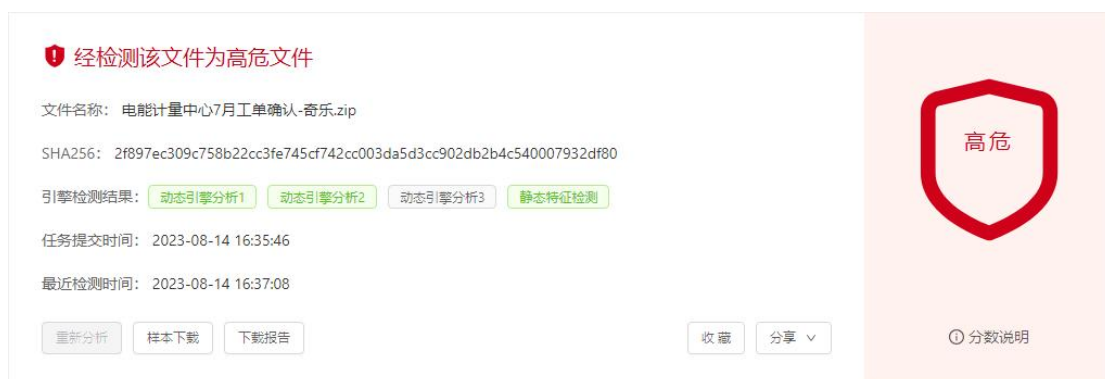 经检测该文件为高危文件
文件名称： 电能计量中心7月工单确认-奇乐.zip
SHA256： 2f897ec309c758b22cc3fe745cf742cc003da5d3cc902db2b4c540007932df80
引擎检测结果： 动态引擎分析1 动态引擎分析2 动态引擎分析3 静态特征检测
任务提交时间： 2023-08-14 16:35:46
最近检测时间： 2023-08-14 16:37:08
重新分析 样本下载 下载报告 收藏 分享
高危
分数说明